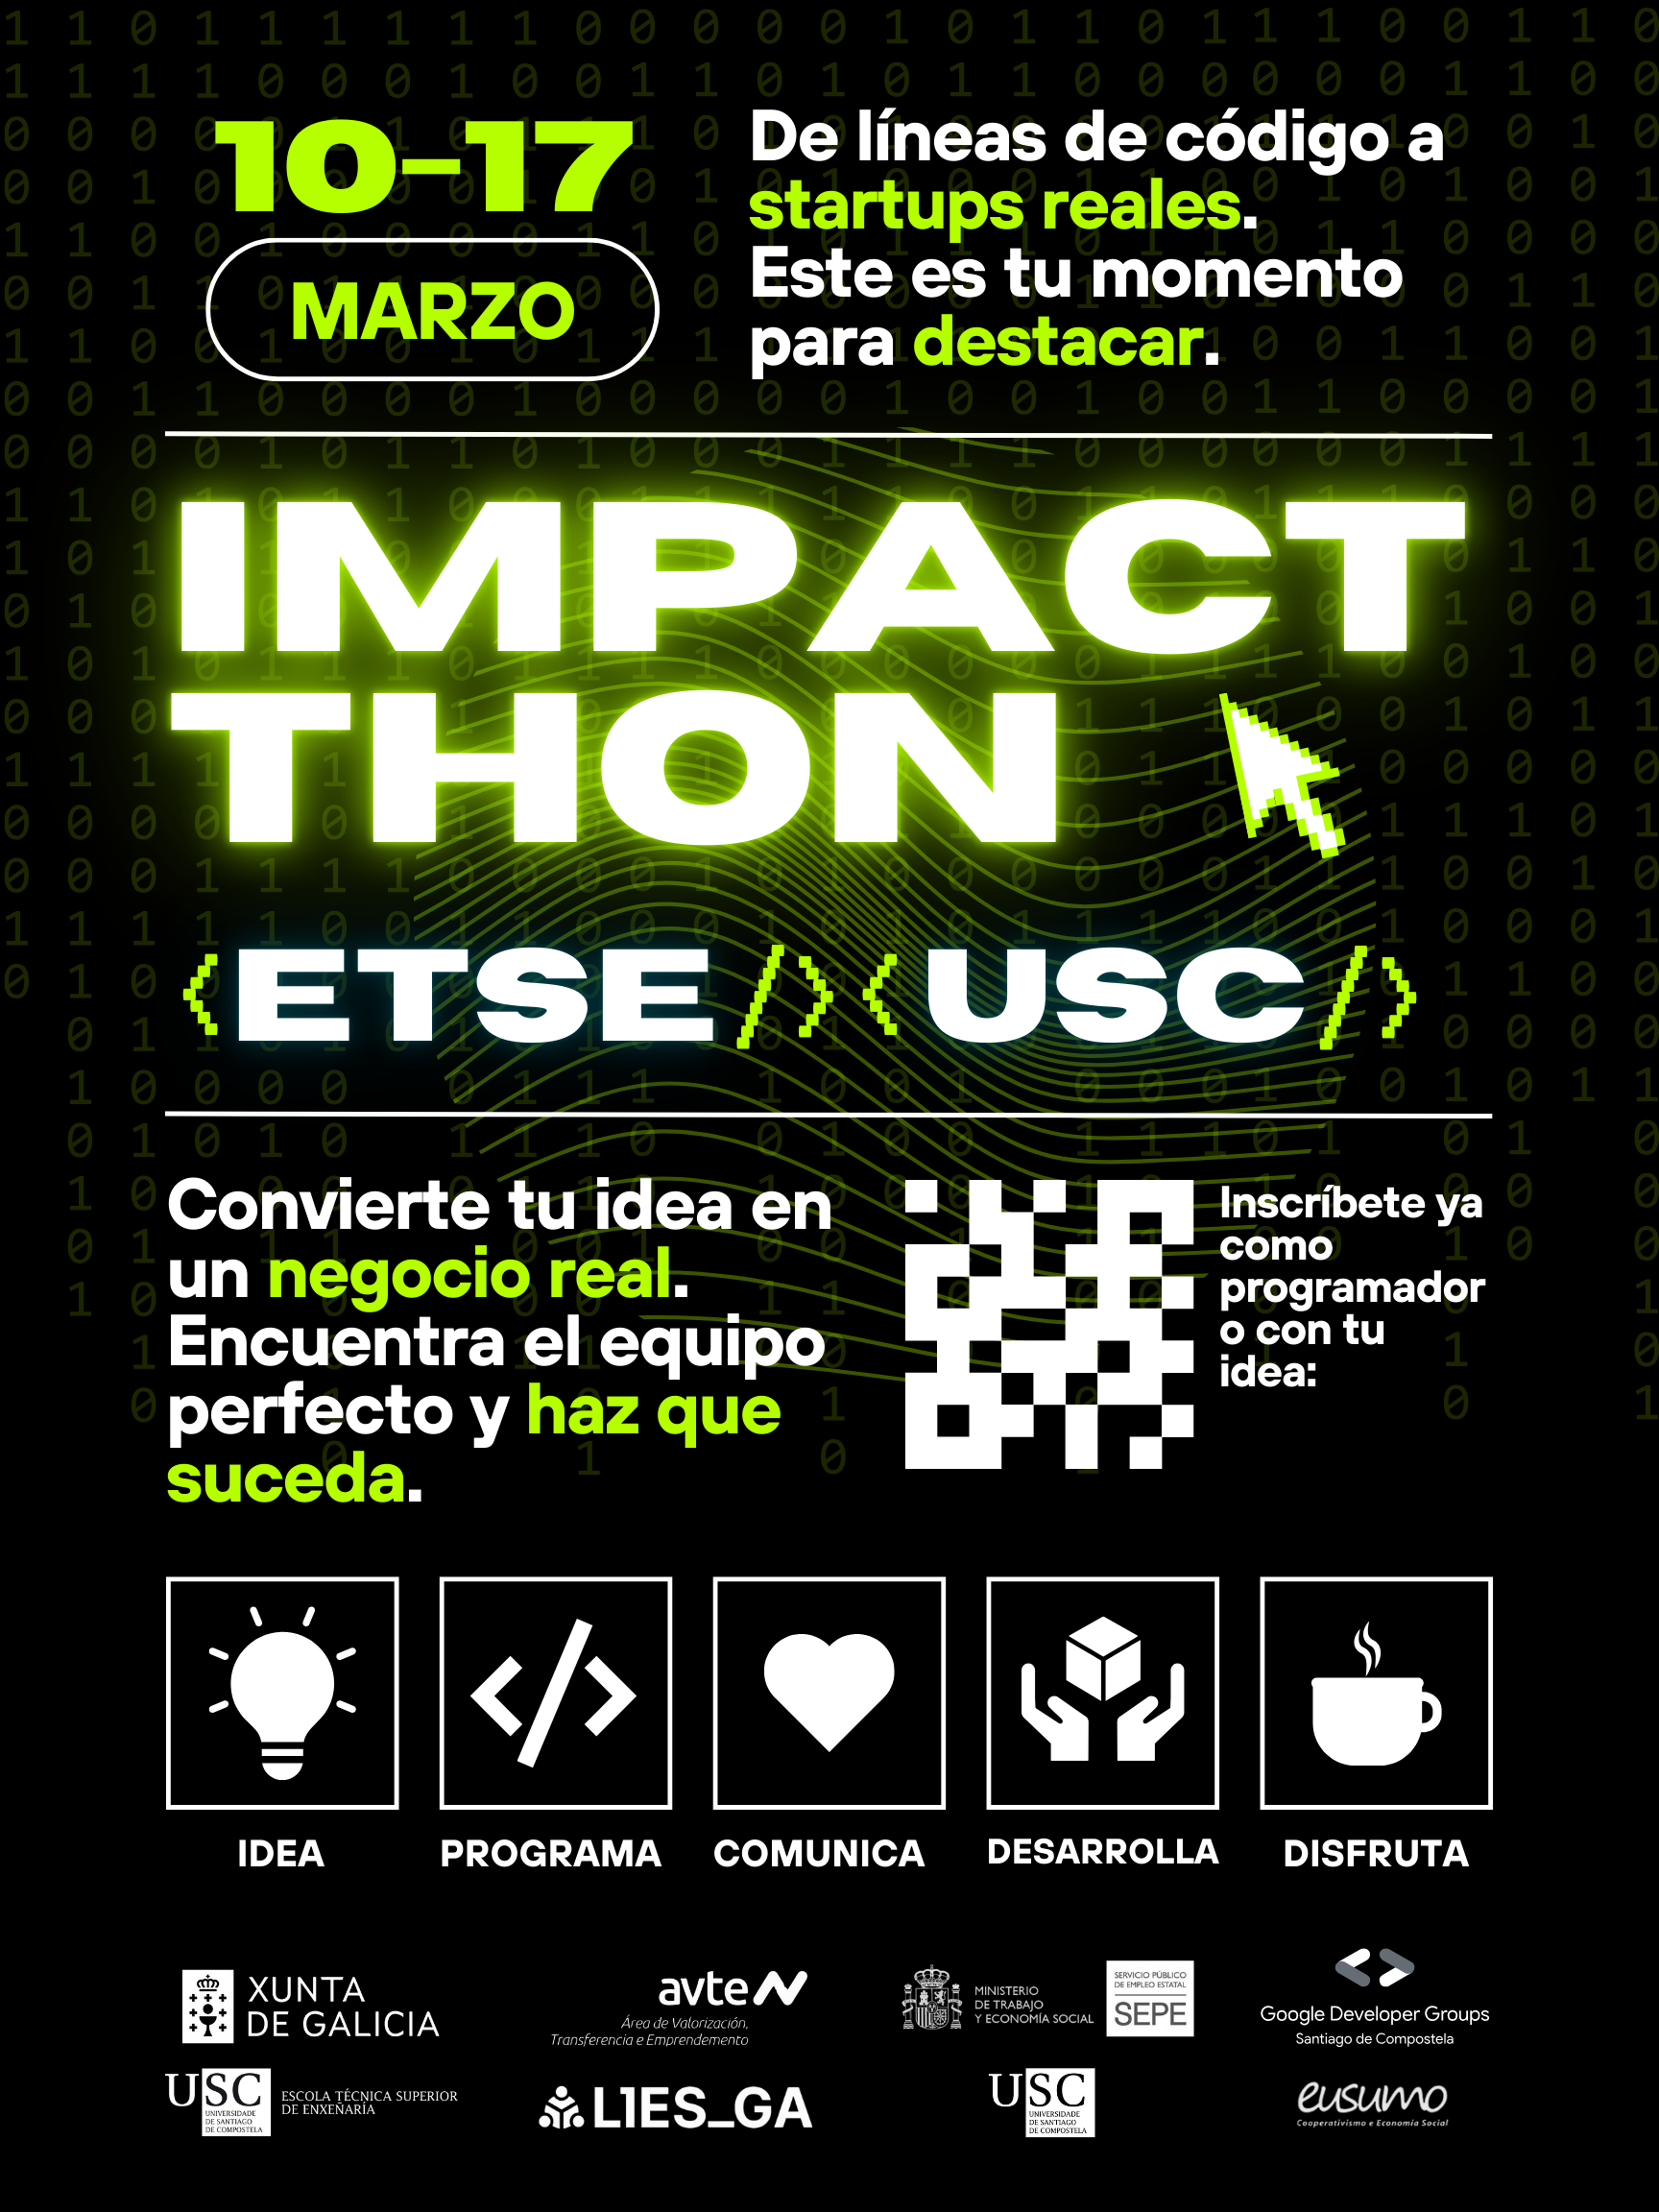 10-17
MARZO
De líneas de código a
startups reales.
Este es tu momento
para destacar.
IMPACT
THON
<ETSE/><USC/>
Convierte tu idea en
un negocio real.
Encuentra el equipo
perfecto y haz que
suceda.
Inscríbete ya
como
programador
o con tu
idea:
IDEA
PROGRAMA
COMUNICA
DESARROLLA
DISFRUTA
XUNTA
DE GALICIA
avte
Área de Valorización,
Transferencia e Emprendemento
MINISTERIO
DE TRABAJO
Y ECONOMÍA SOCIAL
SERVICIO PÚBLICO
DE EMPLEO ESTATAL
SEPE
Google Developer Groups
Santiago de Compostela
USC
UNIVERSIDADE
DE SANTIAGO
DE COMPOSTELA
ESCOLA TÉCNICA SUPERIOR
DE ENXEÑARÍA
L1ES_GA
USC
UNIVERSIDADE
DE SANTIAGO
DE COMPOSTELA
eusumo
Cooperativismo e Economía Social